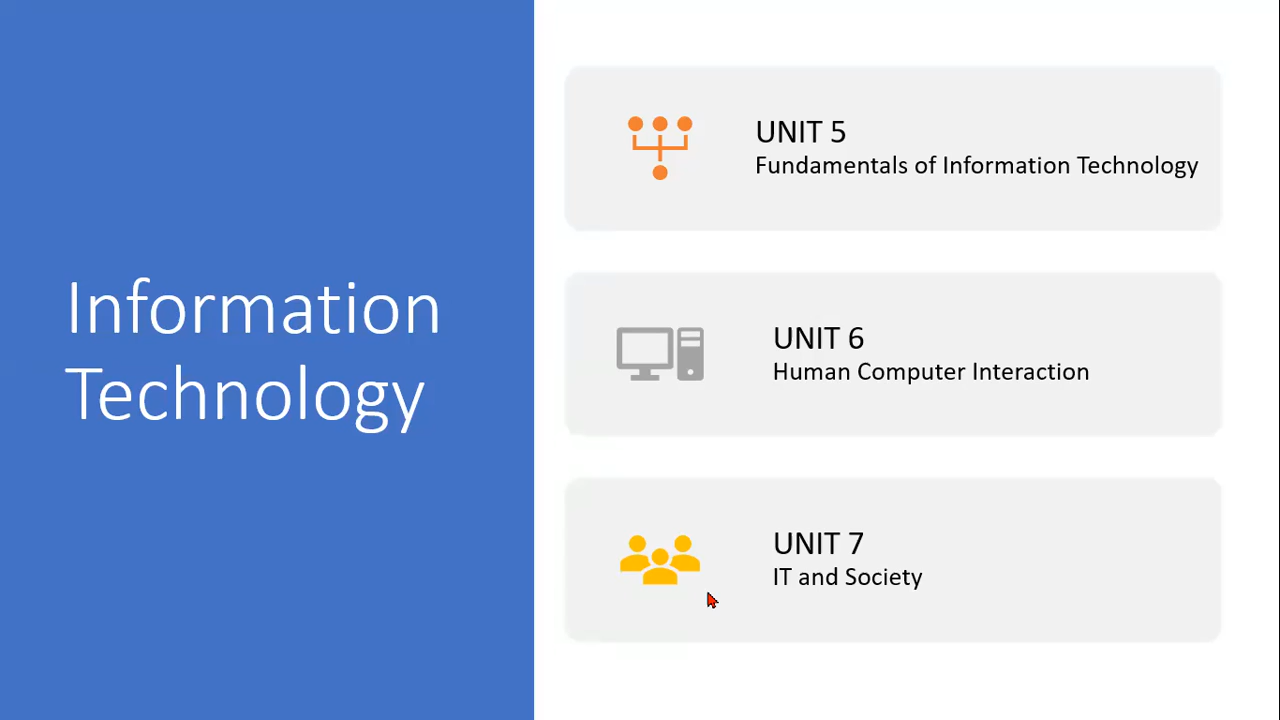 Information
Technology
UNIT 5
Fundamentals of Information Technology
UNIT 6
Human Computer Interaction
UNIT 7
IT and Society